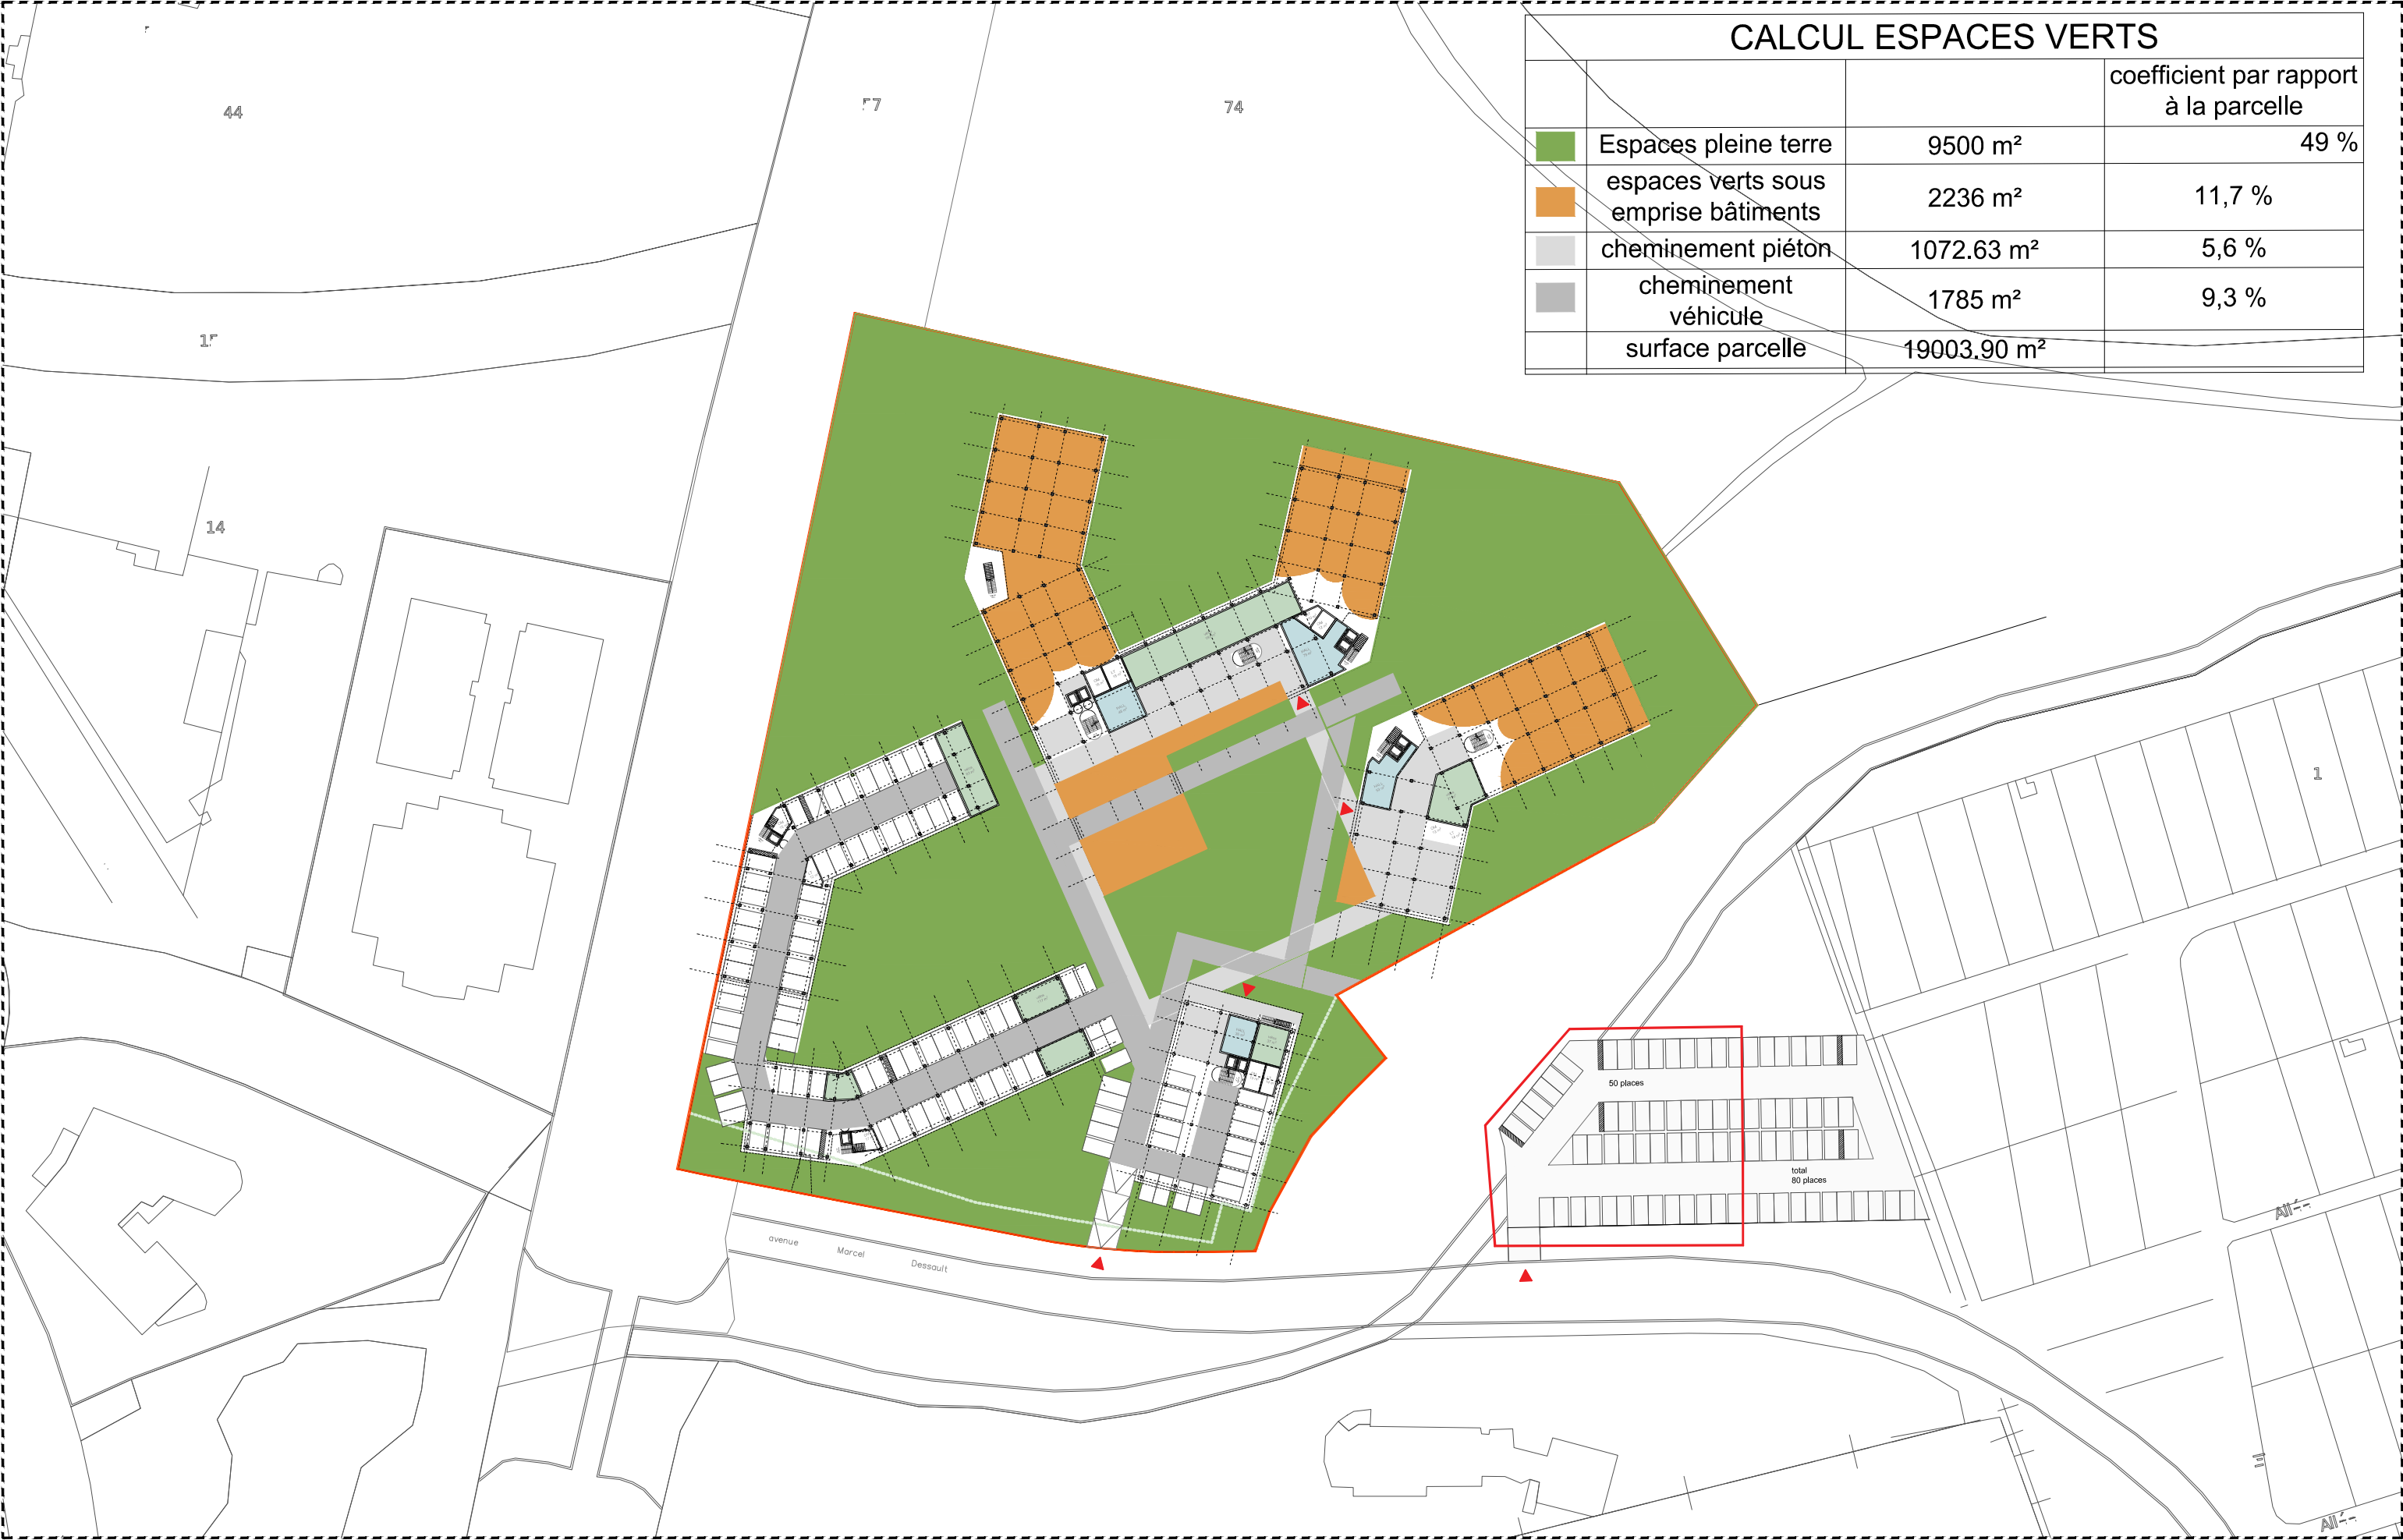 CALCUL ESPACES VERTS
coefficient par rapport
à la parcelle
Espaces pleine terre 9500 m² 49 %
espaces verts sous
emprise bâtiments
2236 m² 11,7 %
cheminement piéton 1072.63 m² 5,6 %
cheminement
véhicule
1785 m² 9,3 %
surface parcelle 19003.90 m²
44
74
14
1
50 places
total
80 places
avenue Marcel Dessault